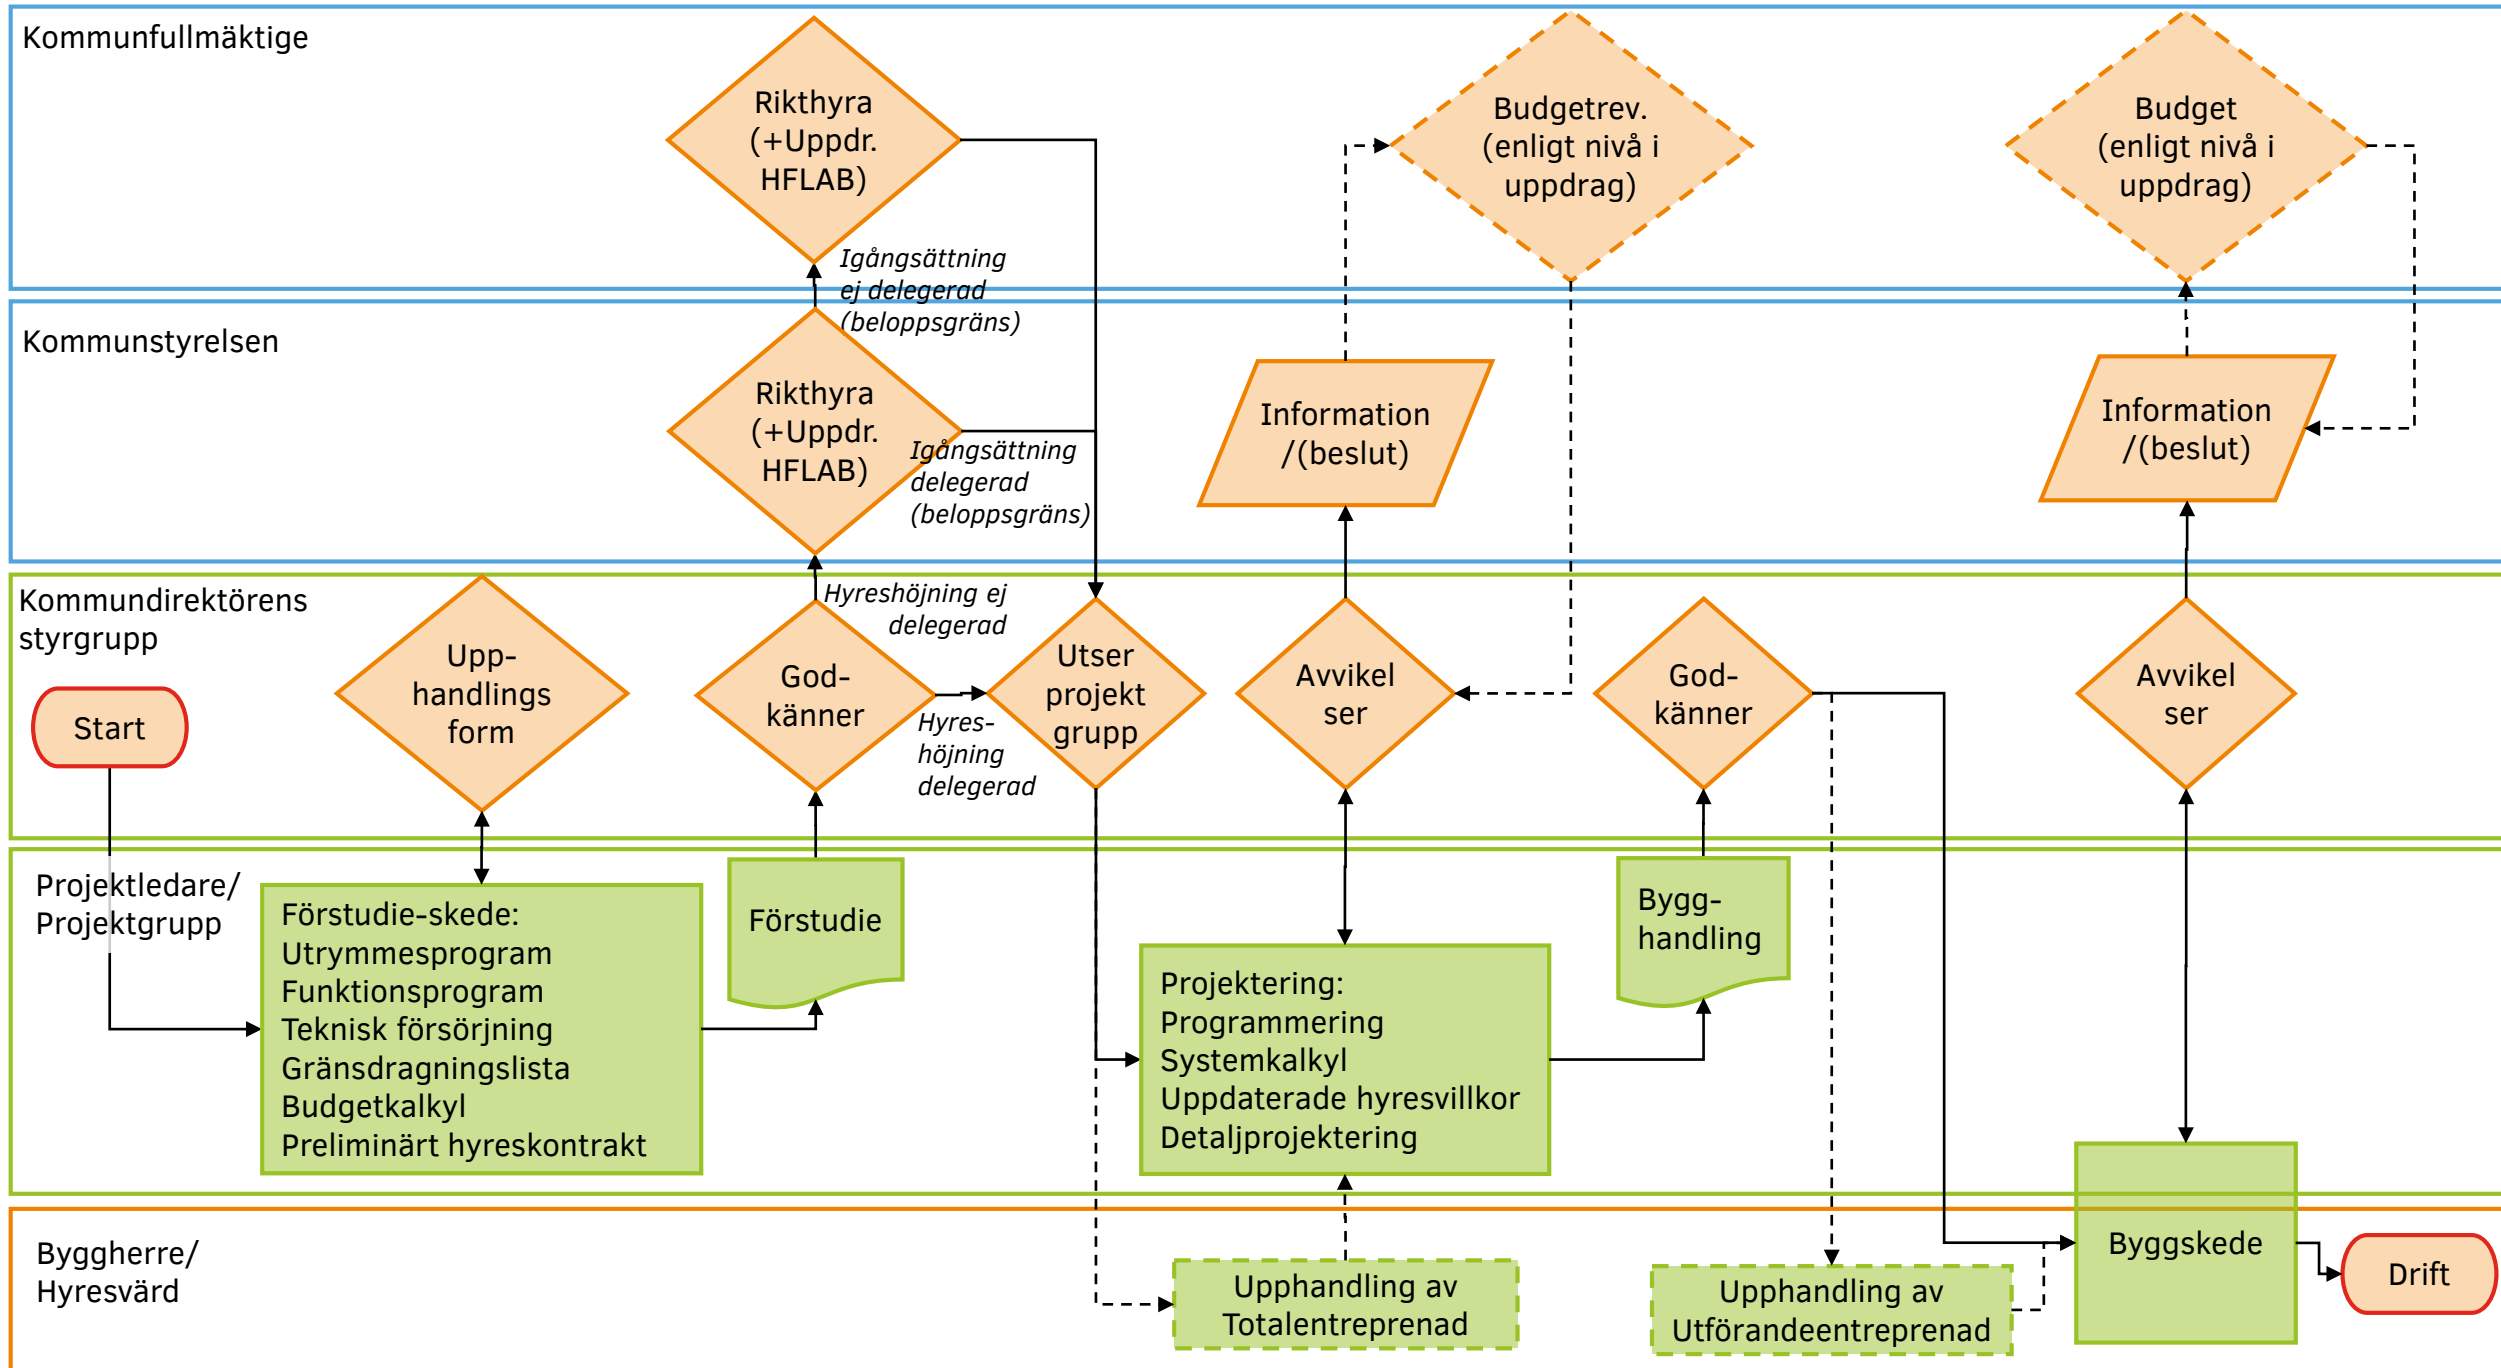 Kommunfullmäktige
Rikthyra
(+Uppdr.
HFLAB)
Budgetrev.
(enligt nivå i
uppdrag)
Budget
(enligt nivå i
uppdrag)
Igångsättning
ej delegerad
(beloppsgräns)
Kommunstyrelsen
Rikthyra
(+Uppdr.
HFLAB)
Igångsättning
delegerad
(beloppsgräns)
Information
/(beslut)
Information
/(beslut)
Kommundirektörens
styrgrupp
Start
Upp-
handlings
form
Hyreshöjning ej
delegerad
God-
känner
Hyres-
höjning
delegerad
Utser
projekt
grupp
Avvikel
ser
God-
känner
Avvikel
ser
Projektledare/
Projektgrupp
Förstudie-skede:
Utrymmesprogram
Funktionsprogram
Teknisk försörjning
Gränsdragningslista
Budgetkalkyl
Preliminärt hyreskontrakt
Förstudie
Projektering:
Programmering
Systemkalkyl
Uppdaterade hyresvillkor
Detaljprojektering
Bygg-
handling
Byggherre/
Hyresvärd
Upphandling av
Totalentreprenad
Upphandling av
Utförandeentreprenad
Byggskede
Drift